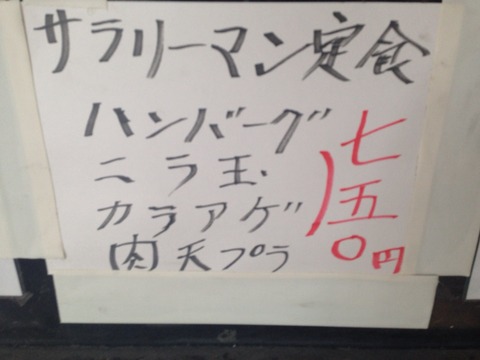 サラリーマン定食
ハンバーグ
ニラ玉
カラアゲ
肉天プラ
七五〇円